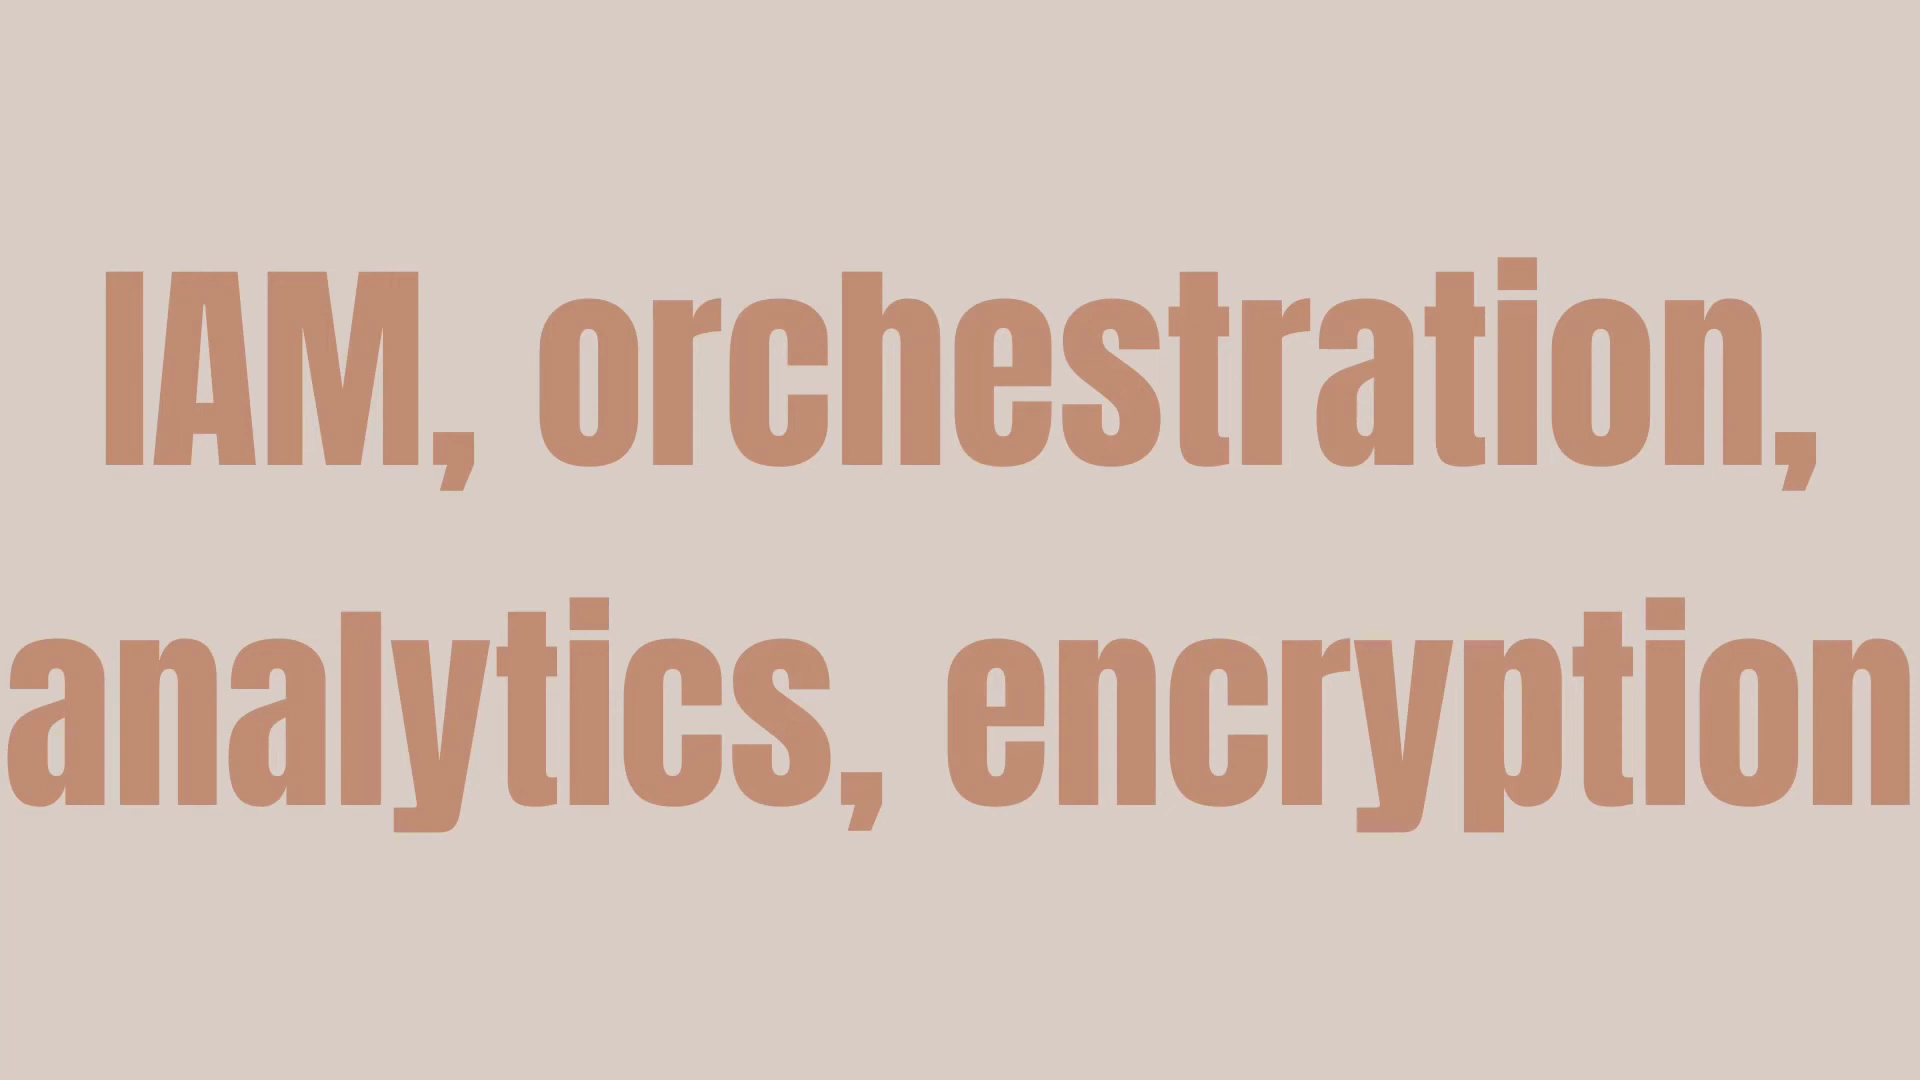 IAM, orchestration,
analytics, encryption